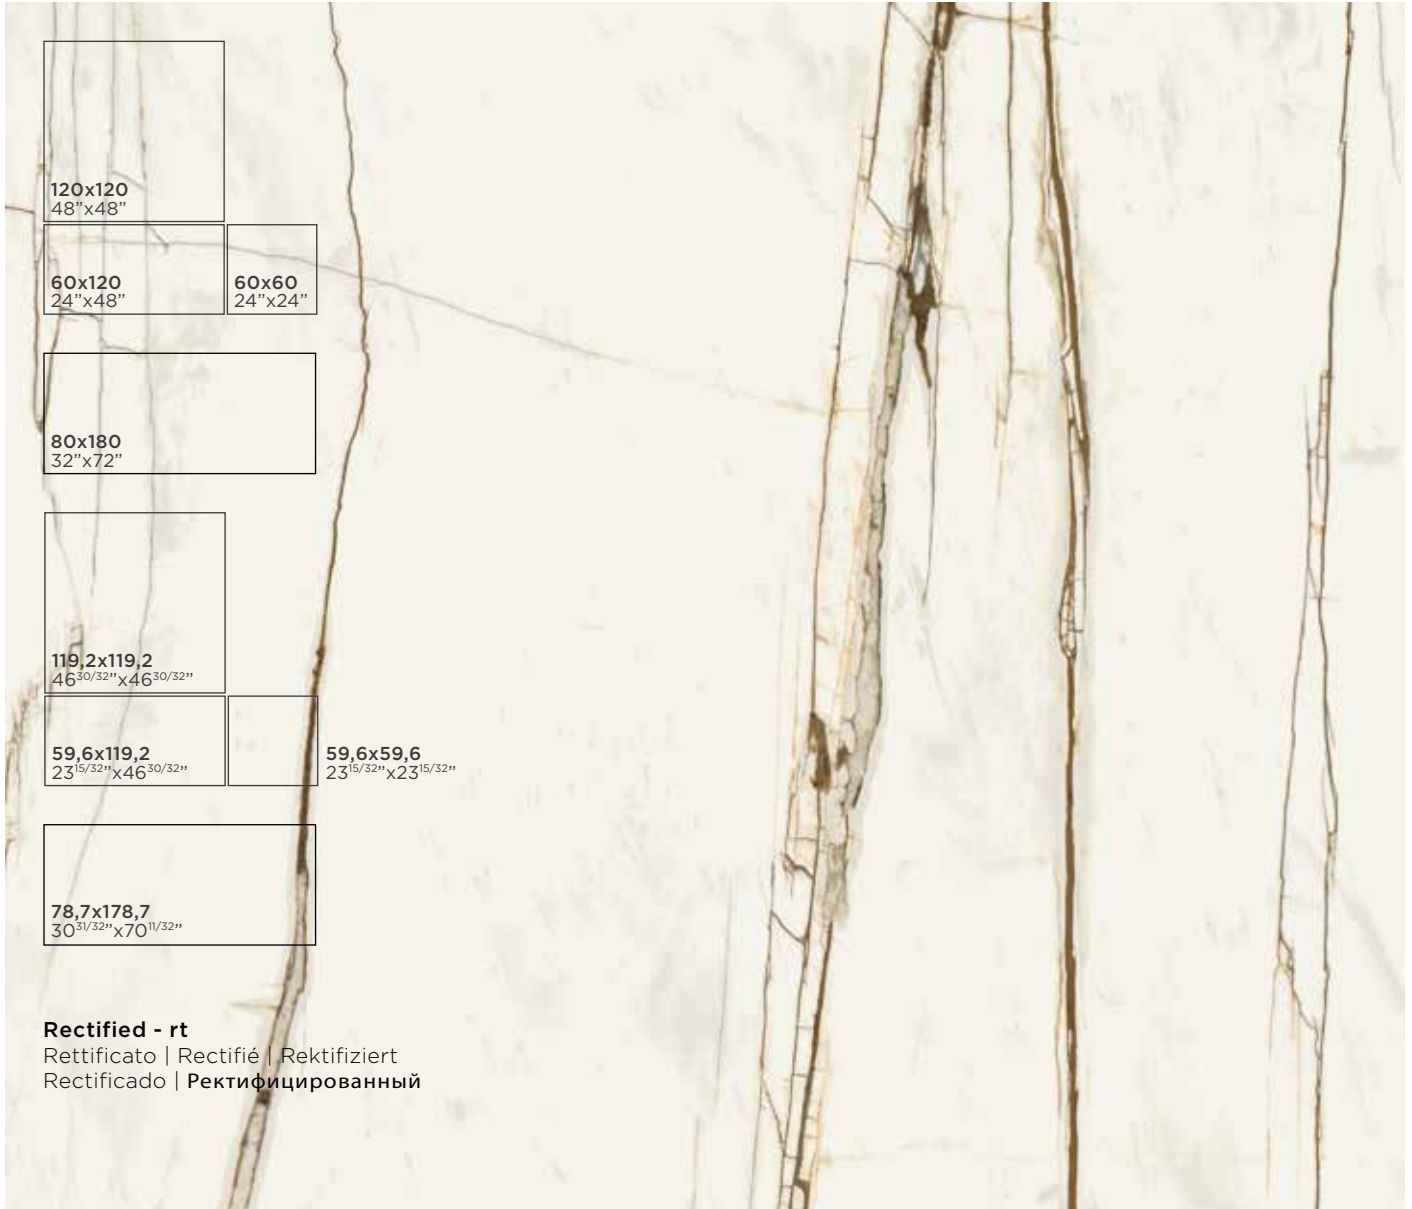 120x120
48”x48”
60x120
24”x48”
60x60
24”x24”
80x180
32”x72”
119,2x119,2
46³⁰/³²”x46³⁰/³²”
59,6x119,2
23¹⁵/³²”x46³⁰/³²”
59,6x59,6
23¹⁵/³²”x23¹⁵/³²”
78,7x178,7
30³¹/³²”x70¹¹/³²”
Rectified - rt
Rettificato | Rectifié | Rektifiziert
Rectificado | Ректифицированный